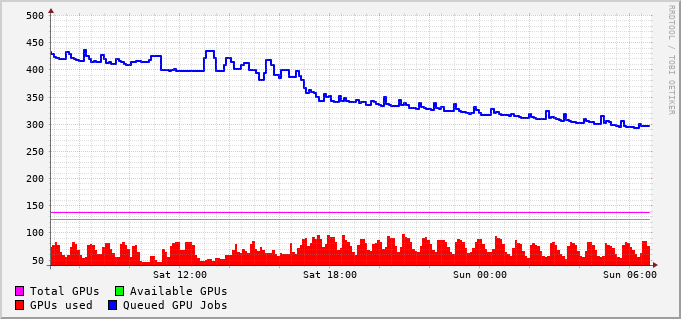 500
450
400
350
300
250
200
150
100
50
Sat 12:00 Sat 18:00 Sun 00:00 Sun 06:00
Total GPUs Available GPUs
GPUs used Queued GPU Jobs
RRDTOOL / TOBI OETIKER